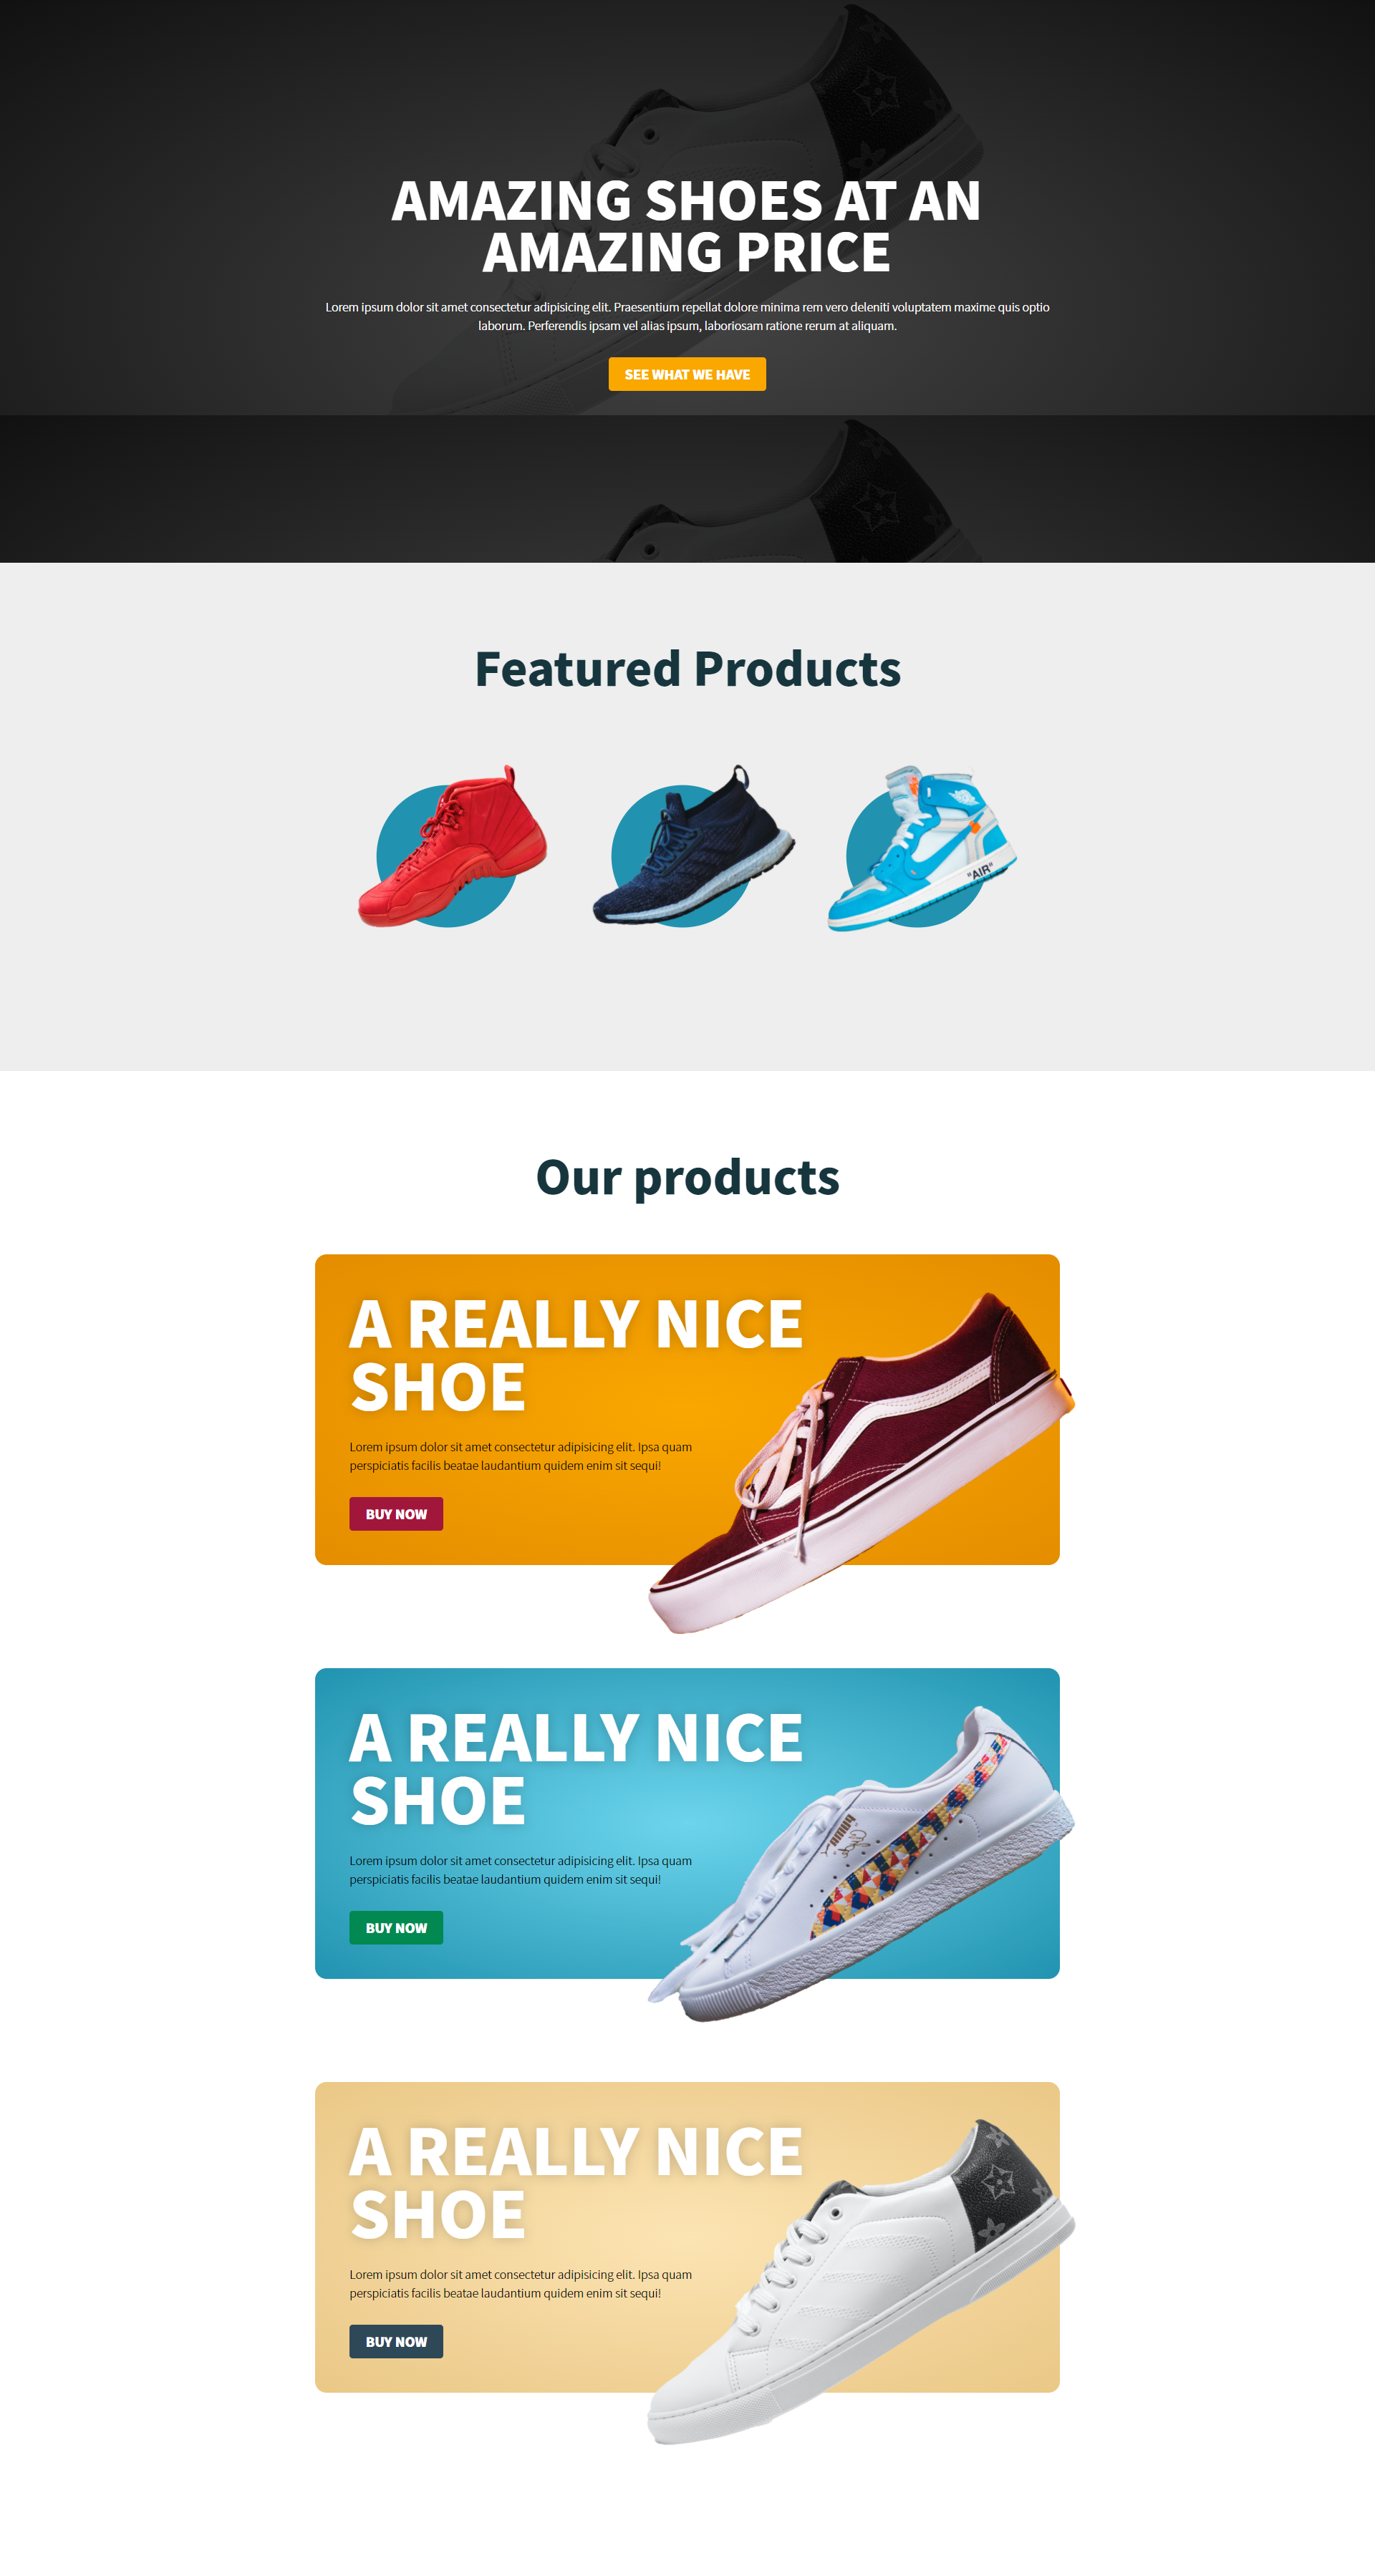 AMAZING SHOES AT AN
AMAZING PRICE
Lorem ipsum dolor sit amet consectetur adipisicing elit. Praesentium repellat dolore minima rem vero deleniti voluptatem maxime quis optio
laborum. Perferendis ipsam vel alias ipsum, laboriosam ratione rerum at aliquam.
SEE WHAT WE HAVE
Featured Products
"AIR"
Our products
A REALLY NICE
SHOE
Lorem ipsum dolor sit amet consectetur adipisicing elit. Ipsa quam
perspiciatis facilis beatae laudantium quidem enim sit sequi!
BUY NOW
A REALLY NICE
SHOE
Lorem ipsum dolor sit amet consectetur adipisicing elit. Ipsa quam
perspiciatis facilis beatae laudantium quidem enim sit sequi!
BUY NOW
A REALLY NICE
SHOE
Lorem ipsum dolor sit amet consectetur adipisicing elit. Ipsa quam
perspiciatis facilis beatae laudantium quidem enim sit sequi!
BUY NOW